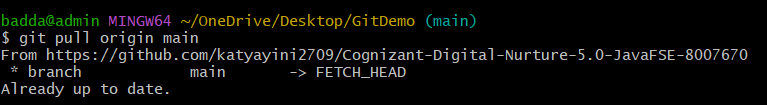 badda@admin MINGW64 ~/OneDrive/Desktop/GitDemo (main)
$ git pull origin main
From https://github.com/katyayini2709/Cognizant-Digital-Nurture-5.0-JavaFSE-8007670
 * branch            main       -> FETCH_HEAD
Already up to date.